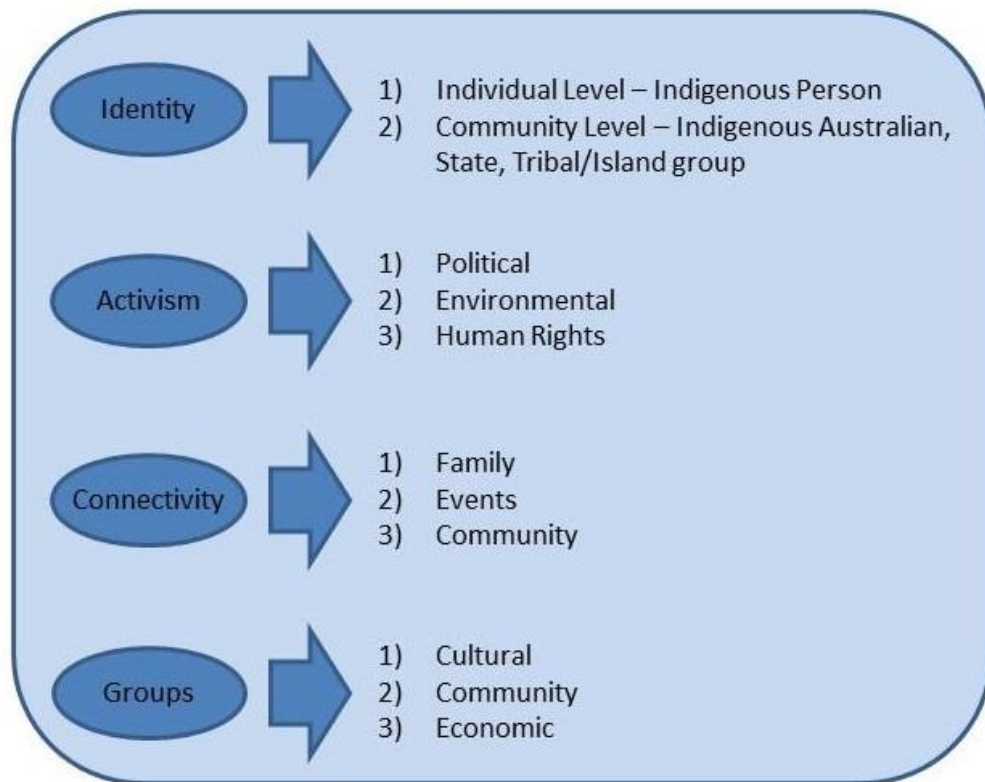 Identity
1) Individual Level – Indigenous Person
2) Community Level – Indigenous Australian,
State, Tribal/Island group
Activism
1) Political
2) Environmental
3) Human Rights
Connectivity
1) Family
2) Events
3) Community
Groups
1) Cultural
2) Community
3) Economic